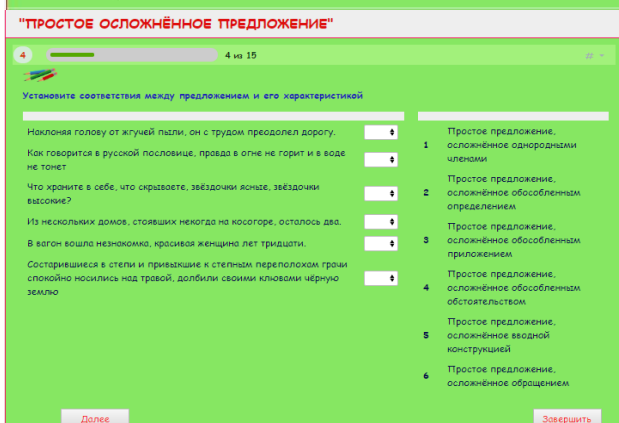 "ПРОСТОЕ ОСЛОЖНЁННОЕ ПРЕДЛОЖЕНИЕ"
4 4 из 15
Установите соответствия между предложением и его характеристикой
Наклоняя голову от жгучей пыли, он с трудом преодолел дорогу.
Как говорится в русской пословице, правда в огне не горит и в воде
не тонет
Что храните в себе, что скрываете, звёздочки ясные, звёздочки
высокие?
Из нескольких домов, стоявших некогда на косогоре, осталось два.
В вагон вошла незнакомка, красивая женщина лет тридцати.
Состарившиеся в степи и привыкшие к степным переполохам грачи
спокойно носились над травой, долбили своими клювами чёрную
землю
Простое предложение,
1 осложнённое однородными
членами
Простое предложение,
2 осложнённое обособленным
определением
Простое предложение,
3 осложнённое обособленным
приложением
Простое предложение,
4 осложнённое обособленным
обстоятельством
Простое предложение,
5 осложнённое вводной
конструкцией
Простое предложение,
6 осложнённое обращением
Далее Завершить